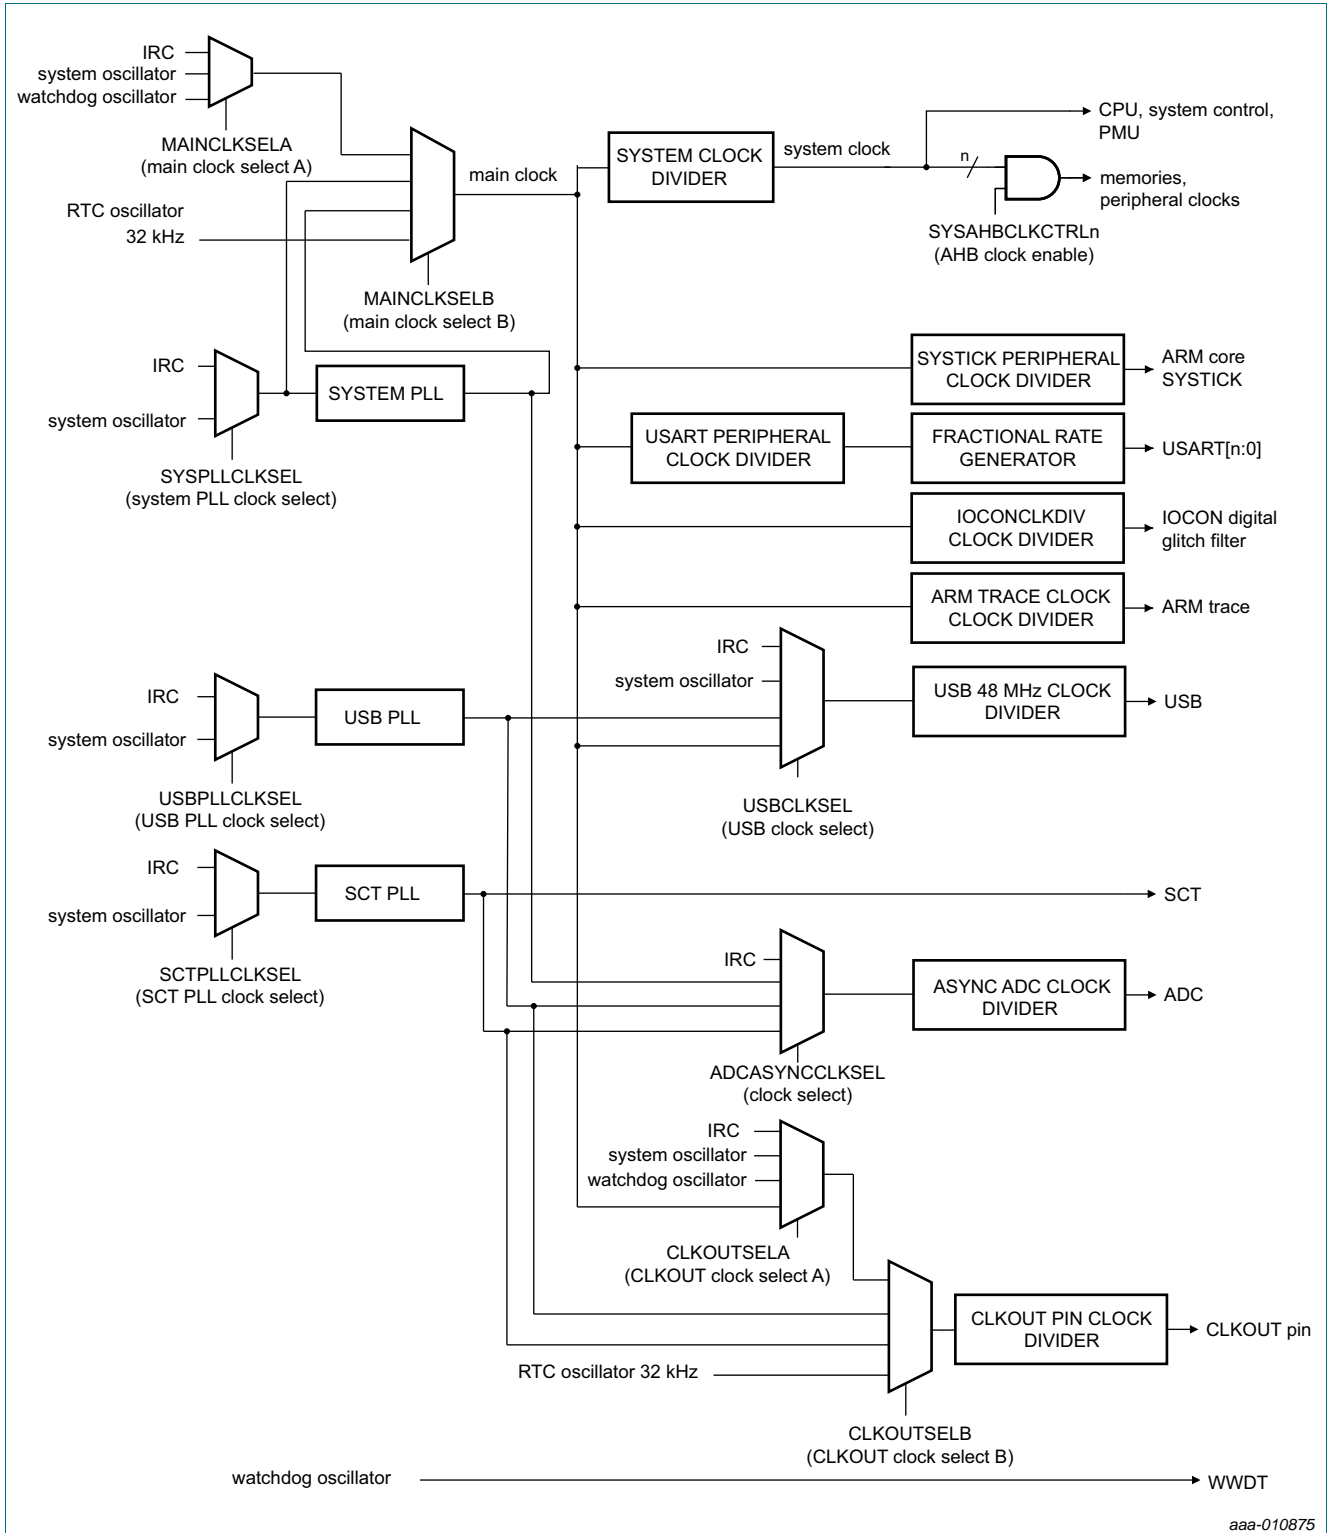 IRC
system oscillator
watchdog oscillator
MAINCLKSELA
(main clock select A)
RTC oscillator
32 kHz
MAINCLKSELB
(main clock select B)
main clock
SYSTEM CLOCK
DIVIDER
system clock
n
CPU, system control,
PMU
memories,
peripheral clocks
SYSAHBCLKCTRLn
(AHB clock enable)
IRC
system oscillator
SYSTEM PLL
SYSPLLCLKSEL
(system PLL clock select)
SYSTICK PERIPHERAL
CLOCK DIVIDER
ARM core
SYSTICK
USART PERIPHERAL
CLOCK DIVIDER
FRACTIONAL RATE
GENERATOR
USART[n:0]
IOCONCLKDIV
CLOCK DIVIDER
IOCON digital
glitch filter
ARM TRACE CLOCK
CLOCK DIVIDER
ARM trace
IRC
system oscillator
USB PLL
USBPLLCLKSEL
(USB PLL clock select)
IRC
system oscillator
USBCLKSEL
(USB clock select)
USB 48 MHz CLOCK
DIVIDER
USB
IRC
system oscillator
SCT PLL
SCTPLLCLKSEL
(SCT PLL clock select)
SCT
IRC
ADCASYNCCLKSEL
(clock select)
ASYNC ADC CLOCK
DIVIDER
ADC
IRC
system oscillator
watchdog oscillator
CLKOUTSELA
(CLKOUT clock select A)
RTC oscillator 32 kHz
CLKOUTSELB
(CLKOUT clock select B)
CLKOUT PIN CLOCK
DIVIDER
CLKOUT pin
watchdog oscillator
WWDT
aaa-010875